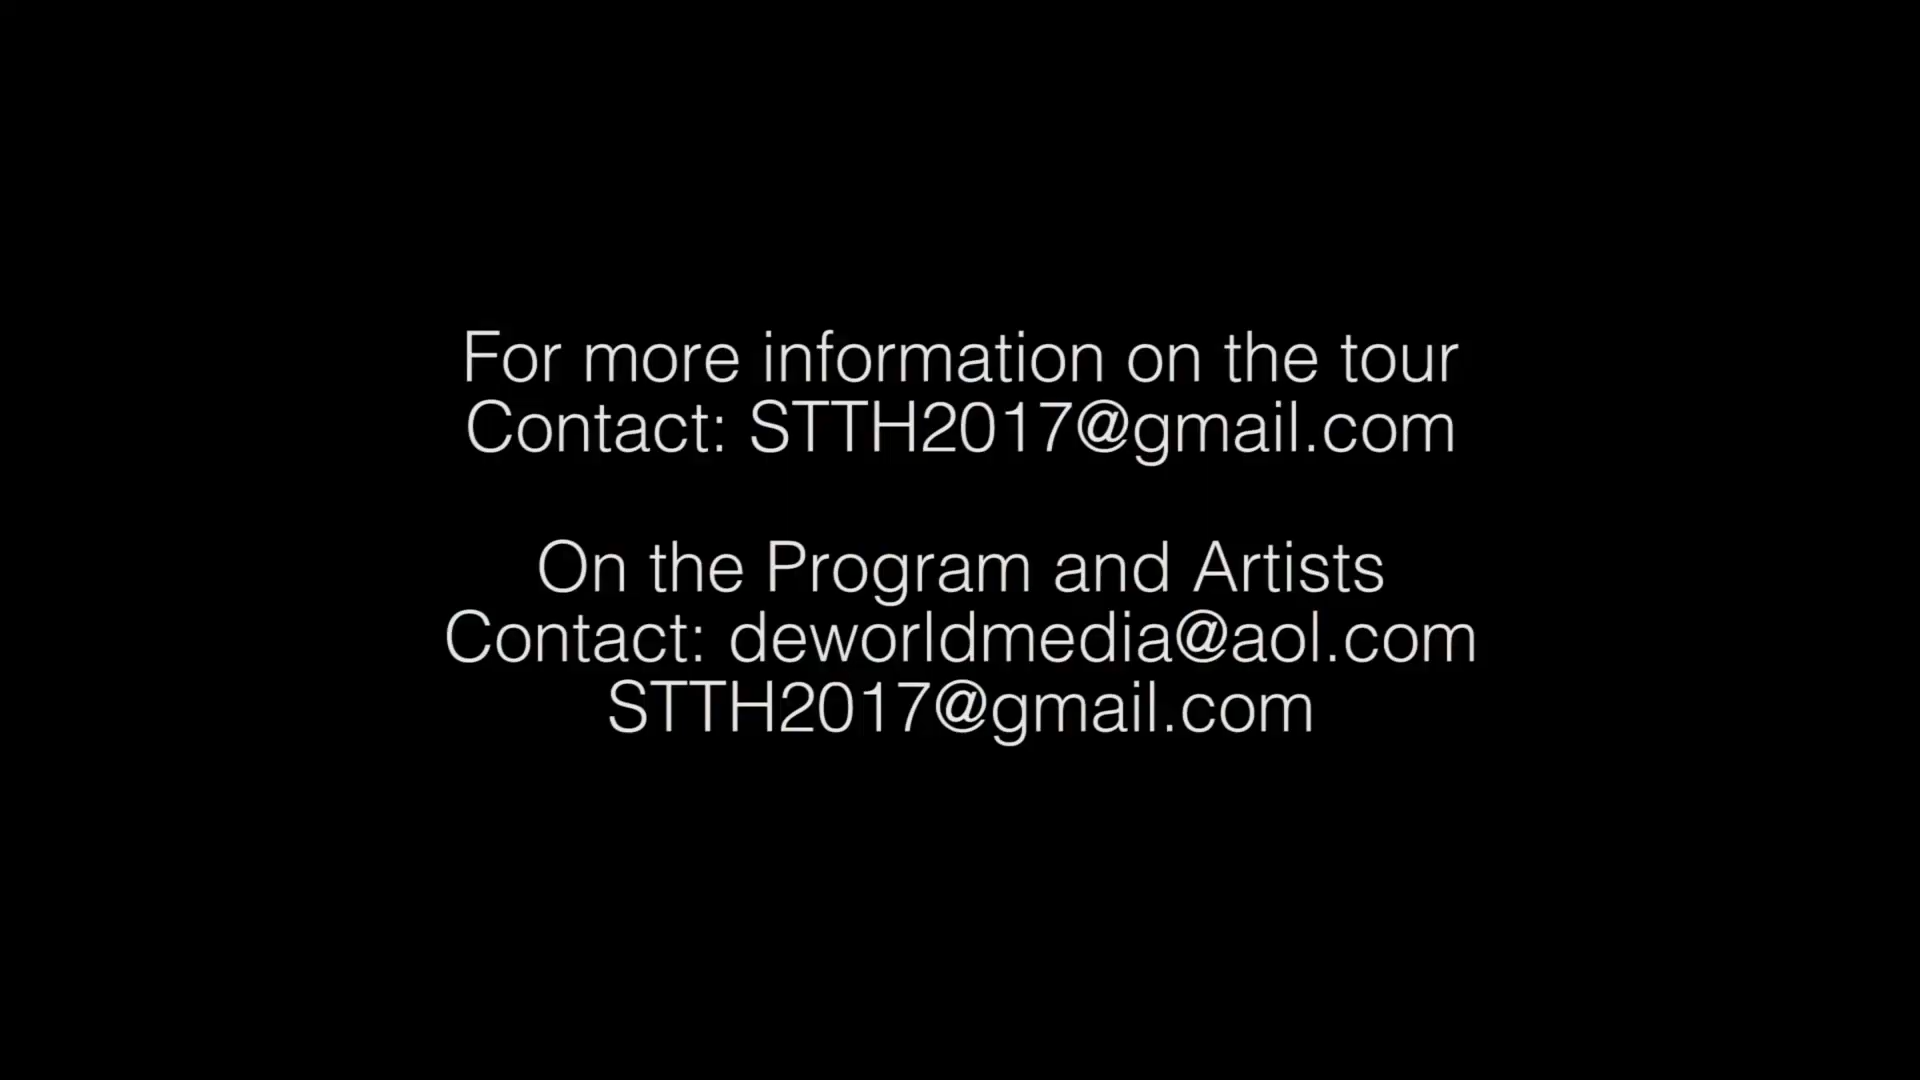 For more information on the tour
Contact: STTH2017@gmail.com
On the Program and Artists
Contact: deworldmedia@aol.com
STTH2017@gmail.com